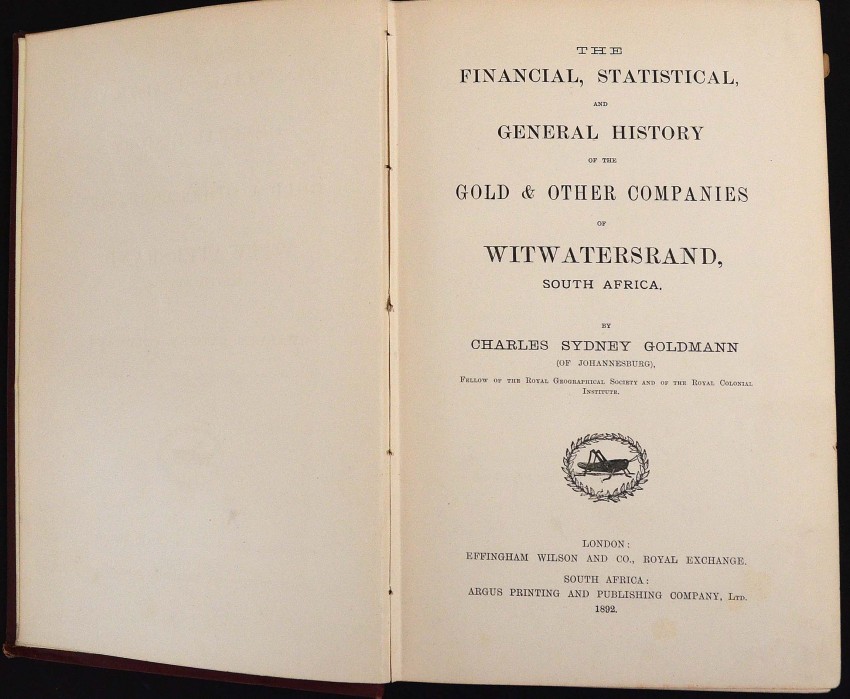 THE
FINANCIAL, STATISTICAL,
AND
GENERAL HISTORY
OF THE
GOLD & OTHER COMPANIES
OF
WITWATERSRAND,
SOUTH AFRICA.
BY
CHARLES SYDNEY GOLDMANN
(OF JOHANNESBURG),
FELLOW OF THE ROYAL GEOGRAPHICAL SOCIETY AND OF THE ROYAL COLONIAL
INSTITUTE.
LONDON:
EFFINGHAM WILSON AND CO., ROYAL EXCHANGE.
SOUTH AFRICA:
ARGUS PRINTING AND PUBLISHING COMPANY, LTD.
1892.